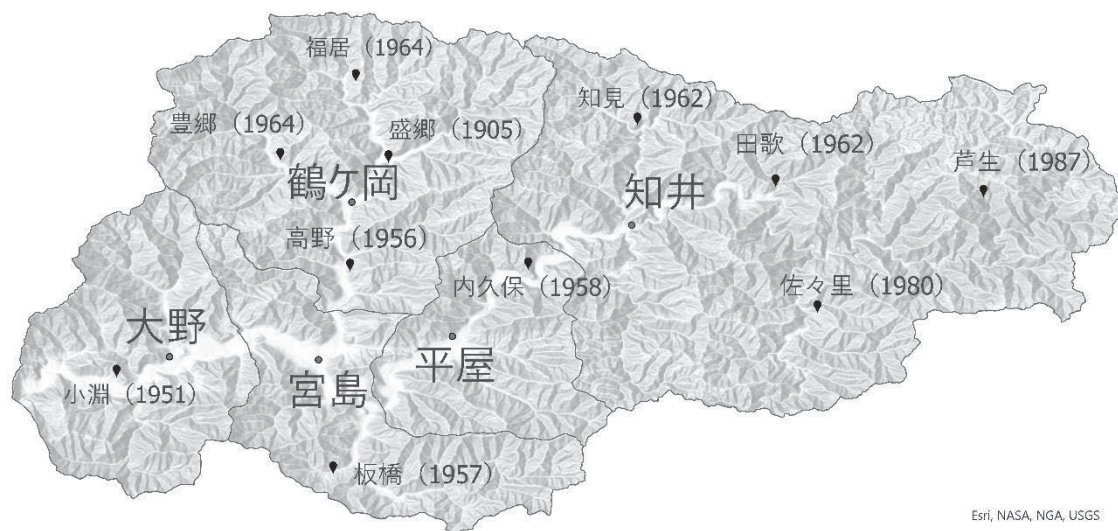 福居（1964）
知見（1962）
豊郷（1964）
盛郷（1905）
田歌（1962）
芦生（1987）
鶴ケ岡
知井
高野（1956）
内久保（1958）
佐々里（1980）
大野
平屋
宮島
小淵（1951）
板橋（1957）
Esri, NASA, NGA, USGS